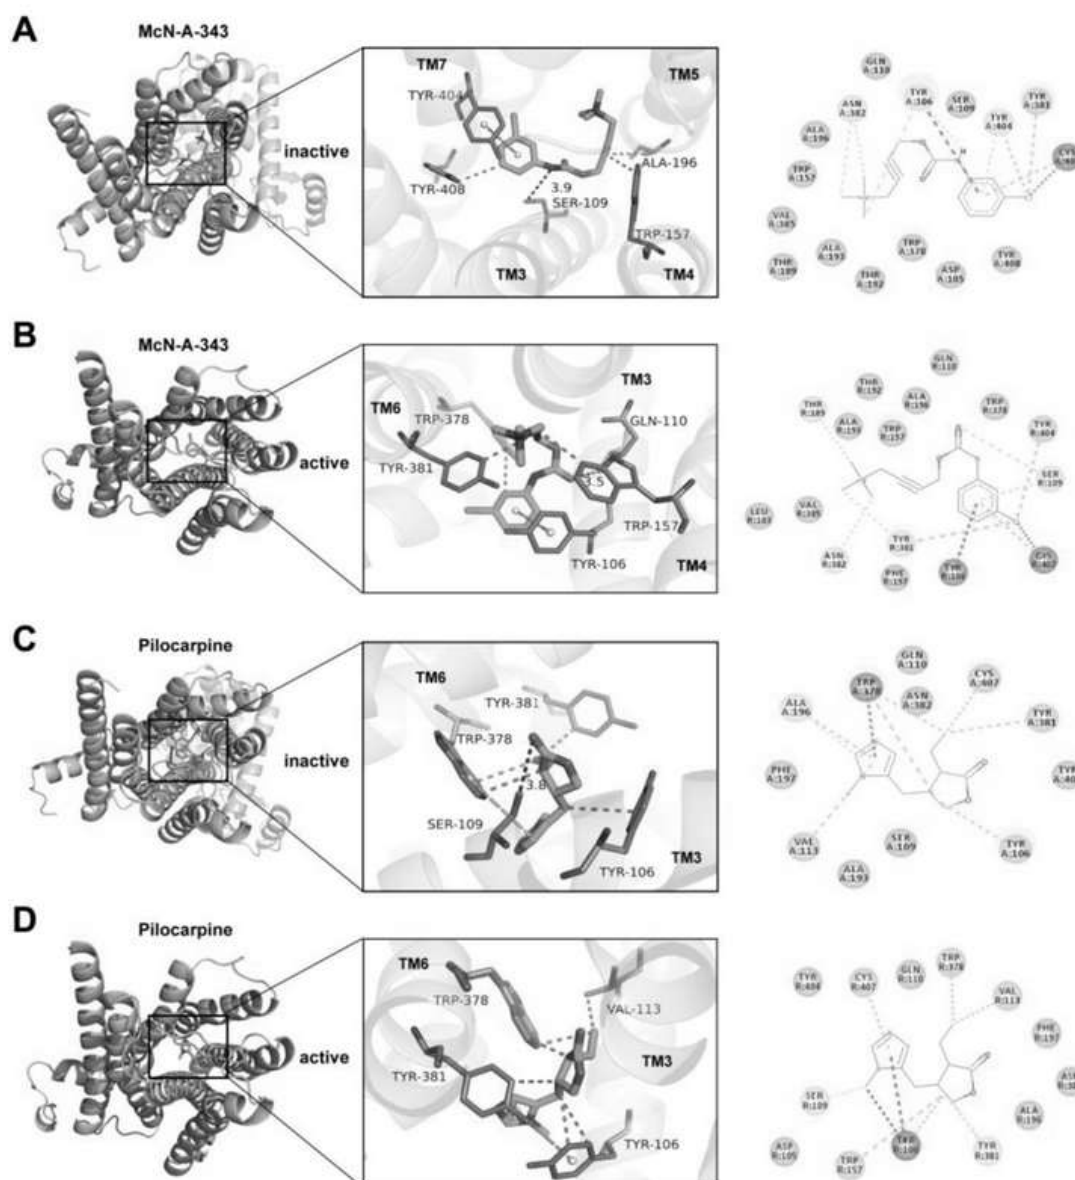 A
McN-A-343
inactive
TM7
TM5
TYR-404
ALA-196
TYR-408
3.9
SER-109
TRP-157
TM3
TM4
GLN
A:110
ASN
A:382
TYR
A:106
SER
A:109
TYR
A:381
TYR
A:404
ALA
A:196
TRP
A:157
VAL
A:385
THR
A:189
ALA
A:193
THR
A:192
TRP
A:378
ASP
A:105
TYR
A:408
B
McN-A-343
active
TM3
TM6
TRP-378
GLN-110
TYR-381
3.5
TRP-157
TYR-106
TM4
GLN
R:110
THR
R:192
ALA
R:196
TRP
R:378
THR
R:189
ALA
R:193
TRP
R:157
TYR
R:404
SER
R:109
LEU
R:183
VAL
R:385
TYR
R:381
ASN
R:382
PHE
R:197
TYR
R:106
CYS
R:407
C
Pilocarpine
inactive
TM6
TYR-381
TRP-378
3.8
SER-109
TYR-106
TM3
GLN
A:110
TRP
A:378
ASN
A:382
CYS
A:407
ALA
A:196
TYR
A:381
PHE
A:197
VAL
A:113
SER
A:109
ALA
A:193
TYR
A:106
D
Pilocarpine
active
TM6
TRP-378
VAL-113
TM3
TYR-381
TYR-106
TYR
R:404
CYS
R:407
GLN
R:110
TRP
R:378
VAL
R:113
PHE
R:197
SER
R:109
ALA
R:196
ASP
R:105
TRP
R:157
TYR
R:106
TYR
R:381